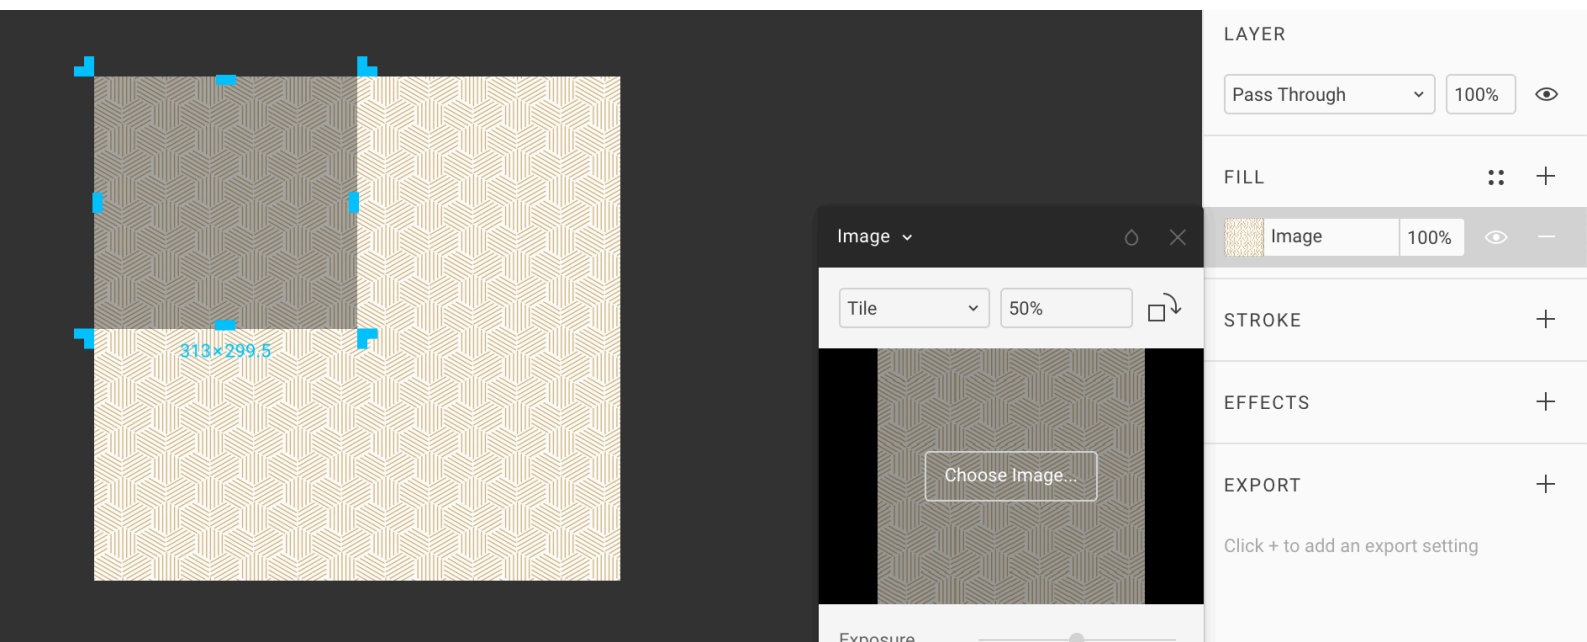 LAYER
Pass Through 100%
FILL
Image 100%
Image
Tile 50%
Choose Image...
Exposure
313×299.5
STROKE
EFFECTS
EXPORT
Click + to add an export setting